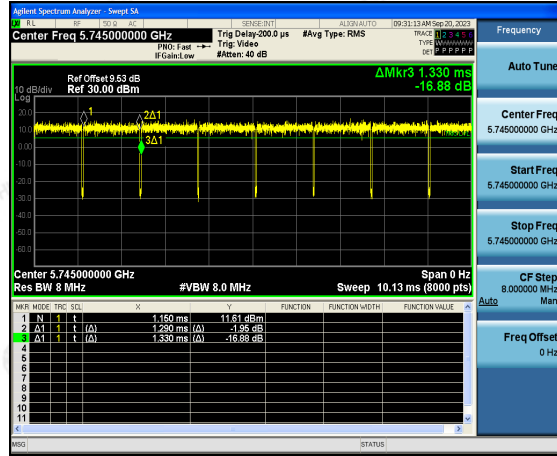 Agilent Spectrum Analyzer - Swept SA
RL RF 50 Ω AC SENSE:INT ALIGNAUTO 09:31:13 AM Sep 20, 2023
Center Freq 5.745000000 GHz
PNO: Fast
IFGain:Low
Trig Delay-200.0 µs
Trig: Video
#Atten: 40 dB
#Avg Type: RMS
TRACE 1 2 3 4 5 6
TYPE
DET P P P P P P
Ref Offset 9.53 dB
Ref 30.00 dBm
10 dB/div
Log
ΔMkr3 1.330 ms
-16.88 dB
20.0
10.0
0.00
-10.0
-20.0
-30.0
-40.0
-50.0
-60.0
1
2Δ1
3Δ1
Center 5.745000000 GHz
Res BW 8 MHz
#VBW 8.0 MHz
Span 0 Hz
Sweep 10.13 ms (8000 pts)
MKR MODE TRC SCL X Y FUNCTION FUNCTION WIDTH FUNCTION VALUE
1 N 1 t 1.150 ms 11.61 dBm
2 Δ1 1 t (Δ) 1.290 ms (Δ) -1.95 dB
3 Δ1 1 t (Δ) 1.330 ms (Δ) -16.88 dB
4
5
6
7
8
9
10
11
MSG STATUS
Frequency
Auto Tune
Center Freq
5.745000000 GHz
Start Freq
5.745000000 GHz
Stop Freq
5.745000000 GHz
CF Step
8.000000 MHz
Auto Man
Freq Offset
0 Hz